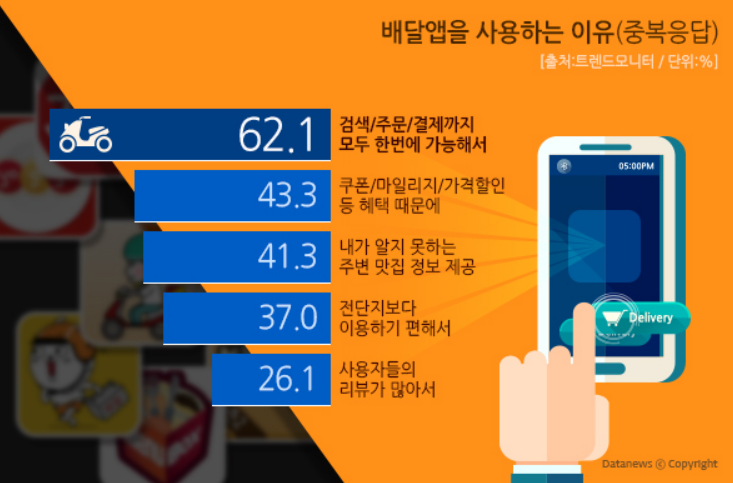 배달앱을 사용하는 이유(중복응답)
[출처:트렌드모니터 / 단위:%]
62.1
검색/주문/결제까지
모두 한번에 가능해서
43.3
쿠폰/마일리지/가격할인
등 혜택 때문에
41.3
내가 알지 못하는
주변 맛집 정보 제공
37.0
전단지보다
이용하기 편해서
26.1
사용자들의
리뷰가 많아서
05:00PM
Delivery
Datanews ⓒ Copyright